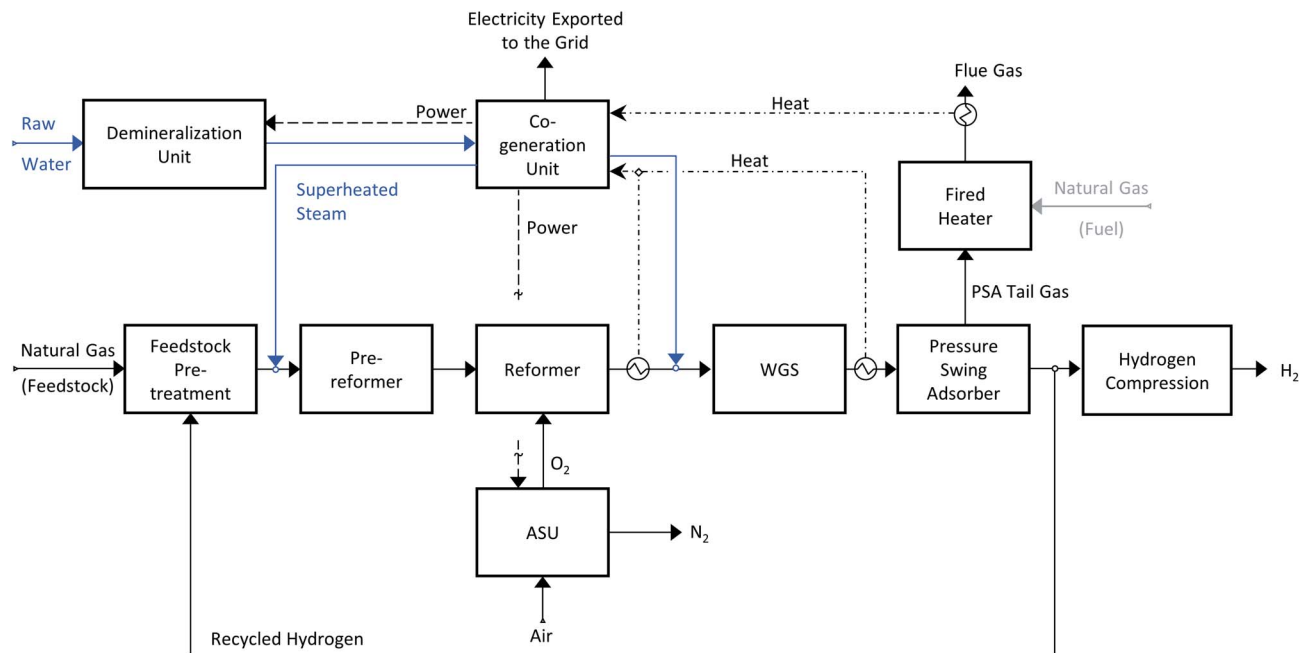 Electricity Exported
to the Grid
Flue Gas
Raw
Water
Demineralization
Unit
Power
Co-
generation
Unit
Heat
Heat
Superheated
Steam
Power
Fired
Heater
Natural Gas
(Fuel)
PSA Tail Gas
Natural Gas
(Feedstock)
Feedstock
Pre-
treatment
Pre-
reformer
Reformer
WGS
Pressure
Swing
Adsorber
Hydrogen
Compression
H₂
O₂
ASU
N₂
Air
Recycled Hydrogen